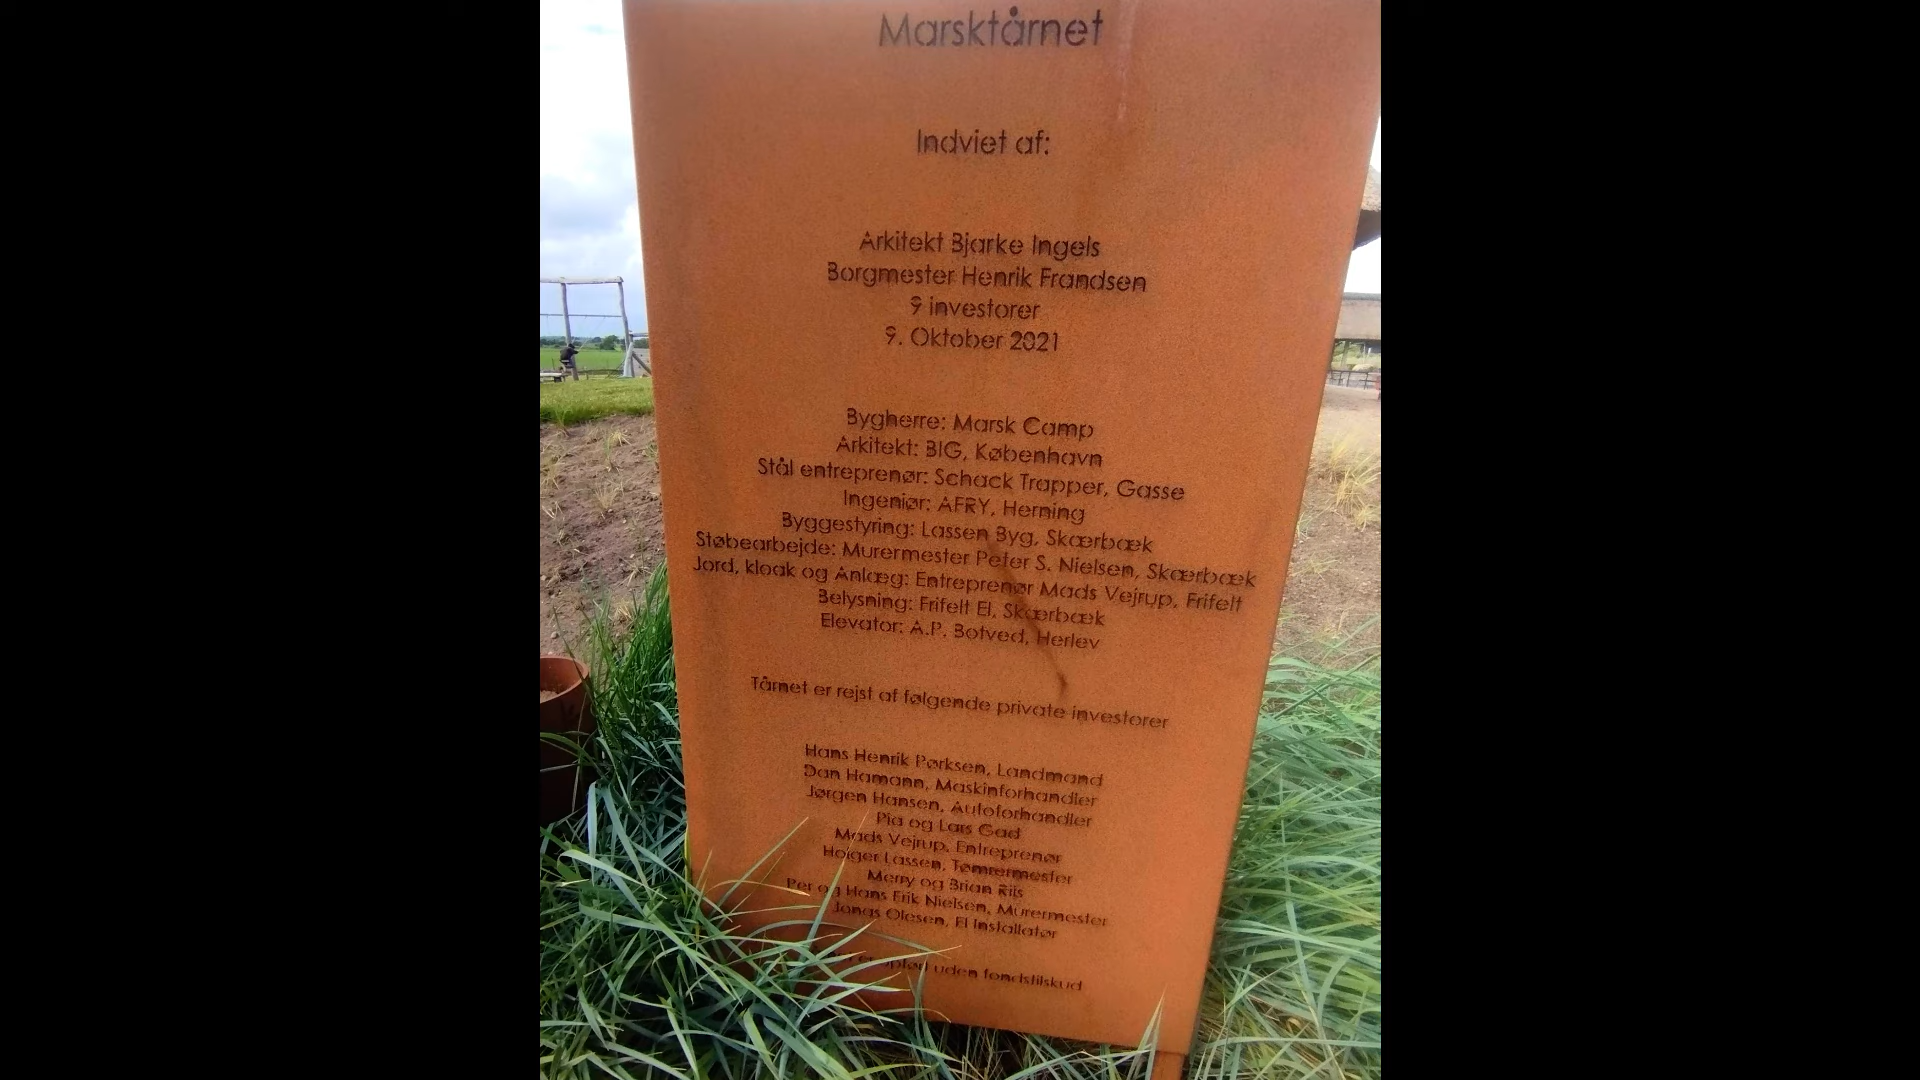 Marsktårnet
Indviet af:
Arkitekt Bjarke Ingels
Borgmester Henrik Frandsen
9 investorer
9. Oktober 2021
Bygherre: Marsk Camp
Arkitekt: BIG, København
Stål entreprenør: Schack Trapper, Gasse
Ingeniør: AFRY, Herning
Byggestyring: Lassen Byg, Skærbæk
Støbearbejde: Murermester Peter S. Nielsen, Skærbæk
Jord, kloak og Anlæg: Entreprenør Mads Vejrup, Frifelt
Belysning: Frifelt El, Skærbæk
Elevator: A.P. Botved, Herlev
Tårnet er rejst af følgende private investorer
Hans Henrik Pørksen, Landmand
Dan Hamann, Maskinforhandler
Jørgen Hansen, Autoforhandler
Pia og Lars Gad
Mads Vejrup, Entreprenør
Holger Lassen, Tømrermester
Merry og Brian Riis
Per og Hans Erik Nielsen, Murermester
Jonas Olesen, El Installatør
er opført uden fondstilskud